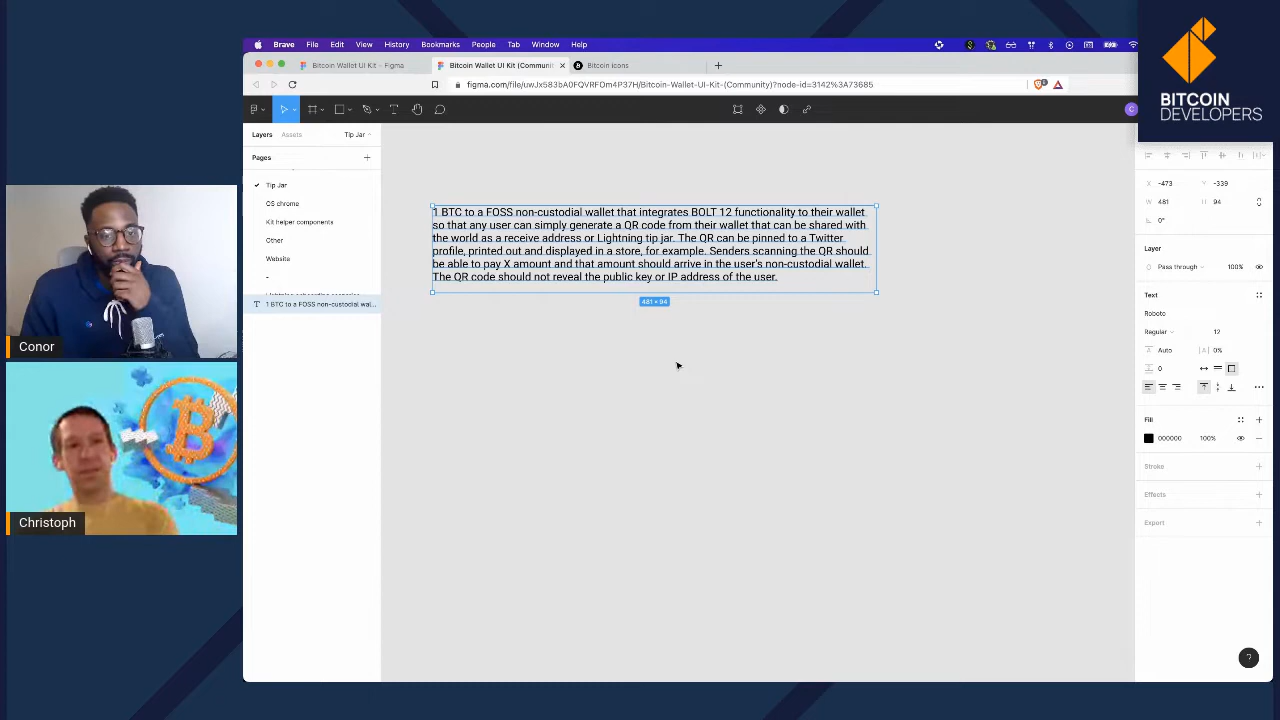 Brave File Edit View History Bookmarks People Tab Window Help
Bitcoin Wallet UI Kit – Figma
Bitcoin Wallet UI Kit (Commun
Bitcoin Icons
figma.com/file/uwJx583bA0FQVRFOm4P37H/Bitcoin-Wallet-UI-Kit-(Community)?node-id=3142%3A73685
BITCOIN
DEVELOPERS
C
Layers Assets Tip Jar
Pages
Tip Jar
OS chrome
Kit helper components
Other
Website
-
1 BTC to a FOSS non-custodial wal...
1 BTC to a FOSS non-custodial wallet that integrates BOLT 12 functionality to their wallet
so that any user can simply generate a QR code from their wallet that can be shared with
the world as a receive address or Lightning tip jar. The QR can be pinned to a Twitter
profile, printed out and displayed in a store, for example. Senders scanning the QR should
be able to pay X amount and that amount should arrive in the user's non-custodial wallet.
The QR code should not reveal the public key or IP address of the user.
481 × 94
X -473 Y -339
W 481 H 94
0°
Layer
Pass through 100%
Text
Roboto
Regular 12
Auto 0%
0
Fill
000000 100%
Stroke
Effects
Export
?
Conor
Christoph